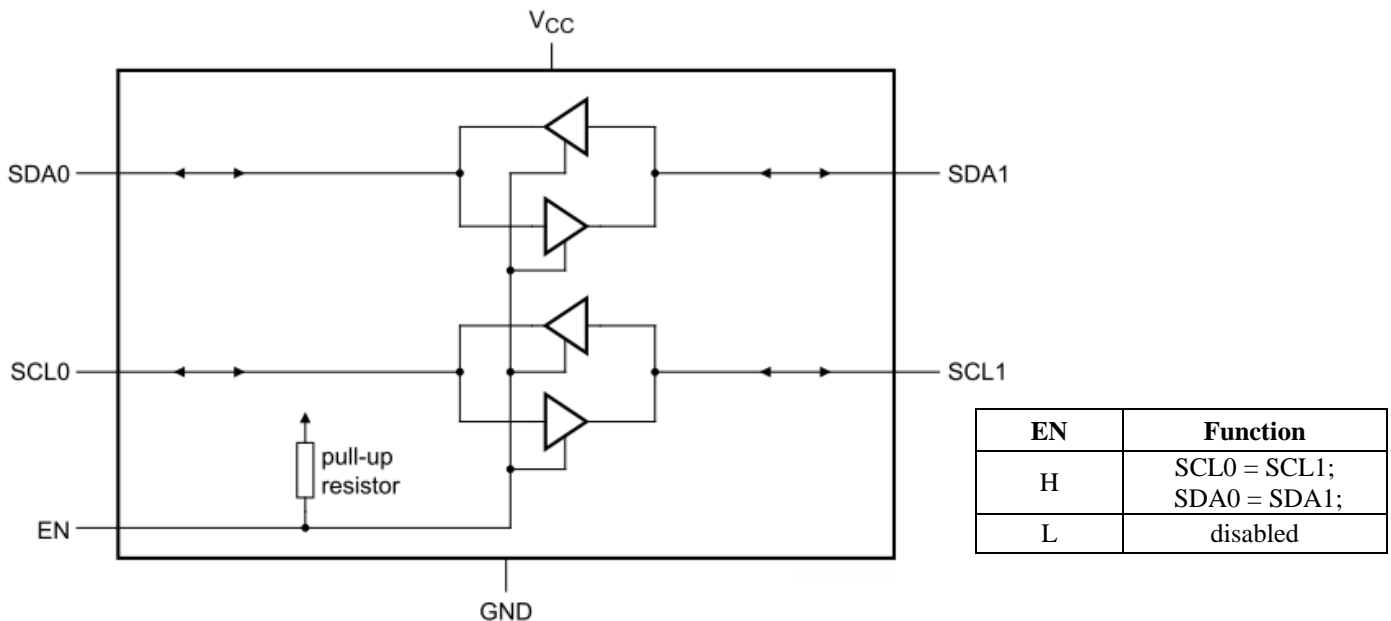 VCC
SDA0
SDA1
SCL0
SCL1
pull-up
resistor
EN
GND
EN Function
H SCL0 = SCL1;
SDA0 = SDA1;
L disabled